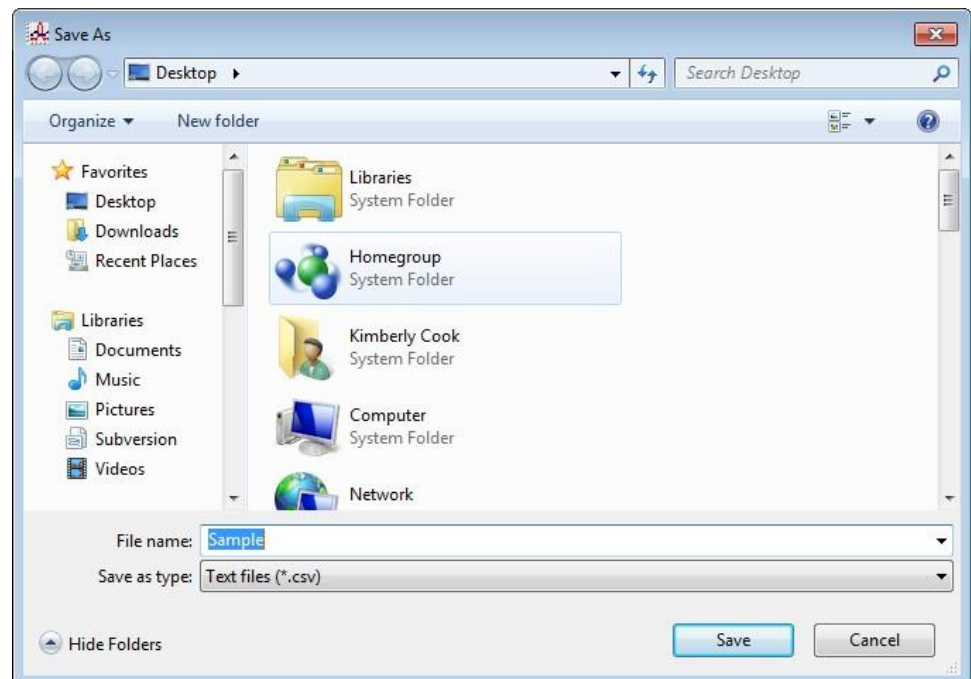 Save As
Desktop
Search Desktop
Organize
New folder
Favorites
Desktop
Downloads
Recent Places
Libraries
Documents
Music
Pictures
Subversion
Videos
Libraries
System Folder
Homegroup
System Folder
Kimberly Cook
System Folder
Computer
System Folder
Network
File name: Sample
Save as type: Text files (*.csv)
Hide Folders
Save
Cancel